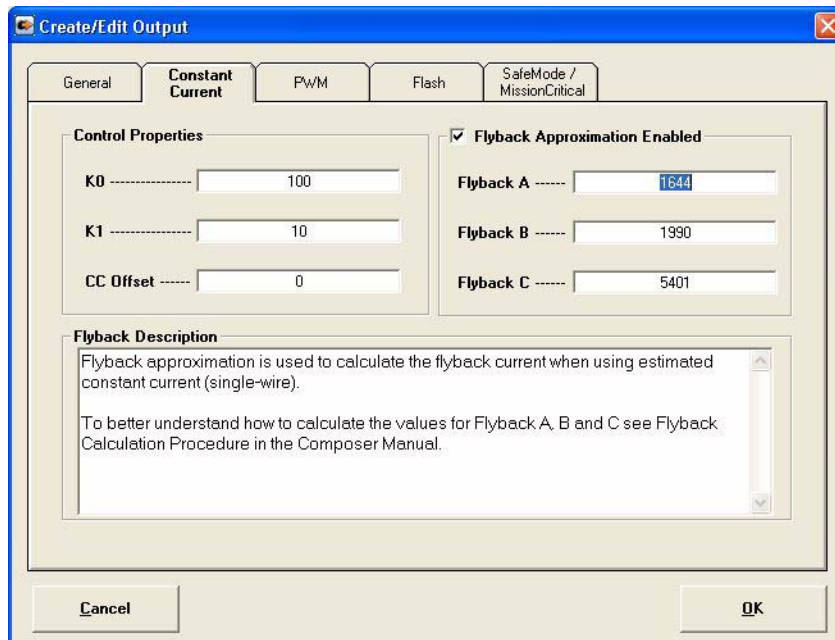 Create/Edit Output
General
Constant
Current
PWM
Flash
SafeMode /
MissionCritical
Control Properties
K0 ---------------- 100
K1 ---------------- 10
CC Offset ------ 0
Flyback Approximation Enabled
Flyback A ------ 1644
Flyback B ------ 1990
Flyback C ------ 5401
Flyback Description
Flyback approximation is used to calculate the flyback current when using estimated
constant current (single-wire).
To better understand how to calculate the values for Flyback A, B and C see Flyback
Calculation Procedure in the Composer Manual.
Cancel
OK